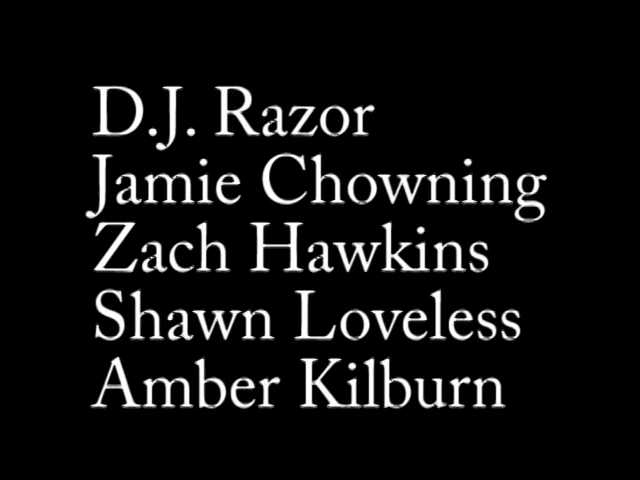 D.J. Razor
Jamie Chowning
Zach Hawkins
Shawn Loveless
Amber Kilburn